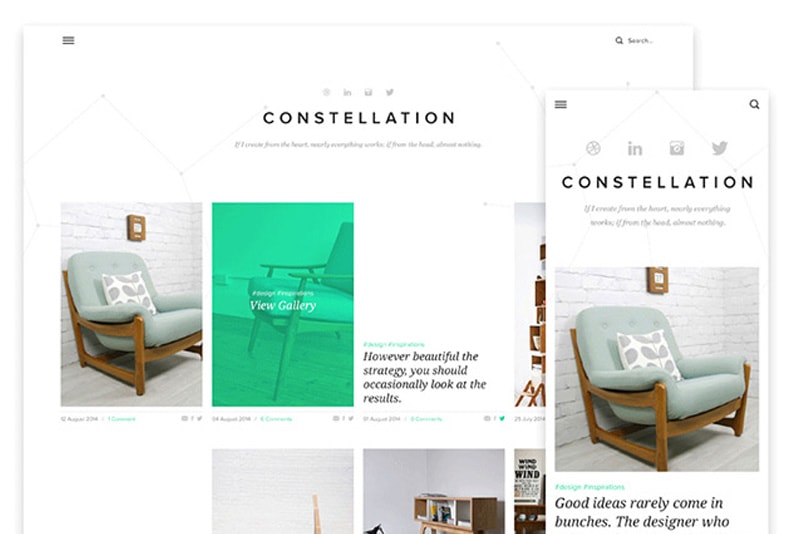 Search...
CONSTELLATION
If I create from the heart, nearly everything works; if from the head, almost nothing.
#design #inspirations
View Gallery
#design #inspirations
However beautiful the
strategy, you should
occasionally look at the
results.
12 August 2014 / 1 Comment
04 August 2014 / 6 Comments
01 August 2014 / 0 Comments
25 July 2014
WIND
WIND
WIND
in
CONSTELLATION
If I create from the heart, nearly everything
works; if from the head, almost nothing.
#design #inspirations
Good ideas rarely come in
bunches. The designer who